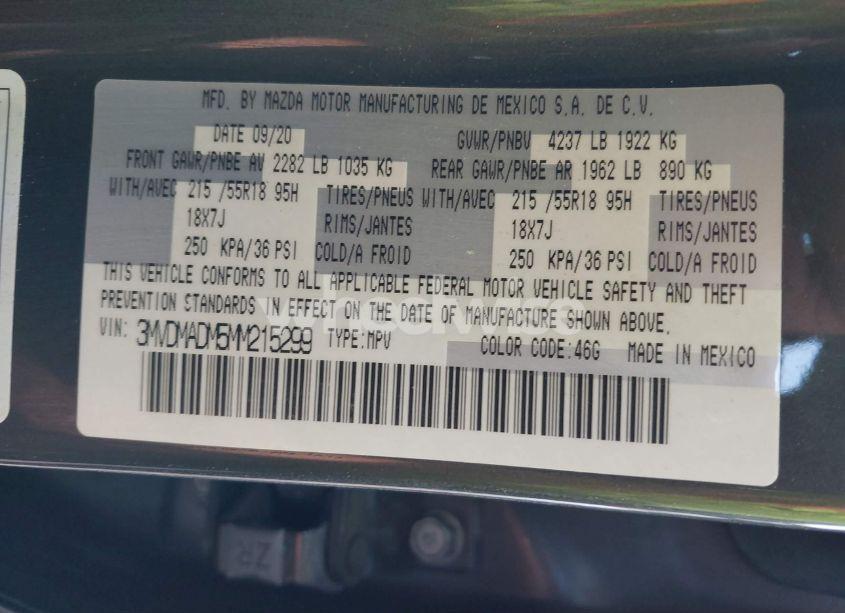 MFD. BY MAZDA MOTOR MANUFACTURING DE MEXICO S.A. DE C.V.
DATE 09/20 GVWR/PNBV 4237 LB 1922 KG
FRONT GAWR/PNBE AV 2282 LB 1035 KG REAR GAWR/PNBE AR 1962 LB 890 KG
WITH/AVEC 215 /55R18 95H TIRES/PNEUS WITH/AVEC 215 /55R18 95H TIRES/PNEUS
18X7J RIMS/JANTES 18X7J RIMS/JANTES
250 KPA/36 PSI COLD/A FROID 250 KPA/36 PSI COLD/A FROID
THIS VEHICLE CONFORMS TO ALL APPLICABLE FEDERAL MOTOR VEHICLE SAFETY AND THEFT
PREVENTION STANDARDS IN EFFECT ON THE DATE OF MANUFACTURE SHOWN ABOVE.
VIN: 3MVDMADM5MM215299 TYPE:MPV COLOR CODE:46G MADE IN MEXICO
ZR